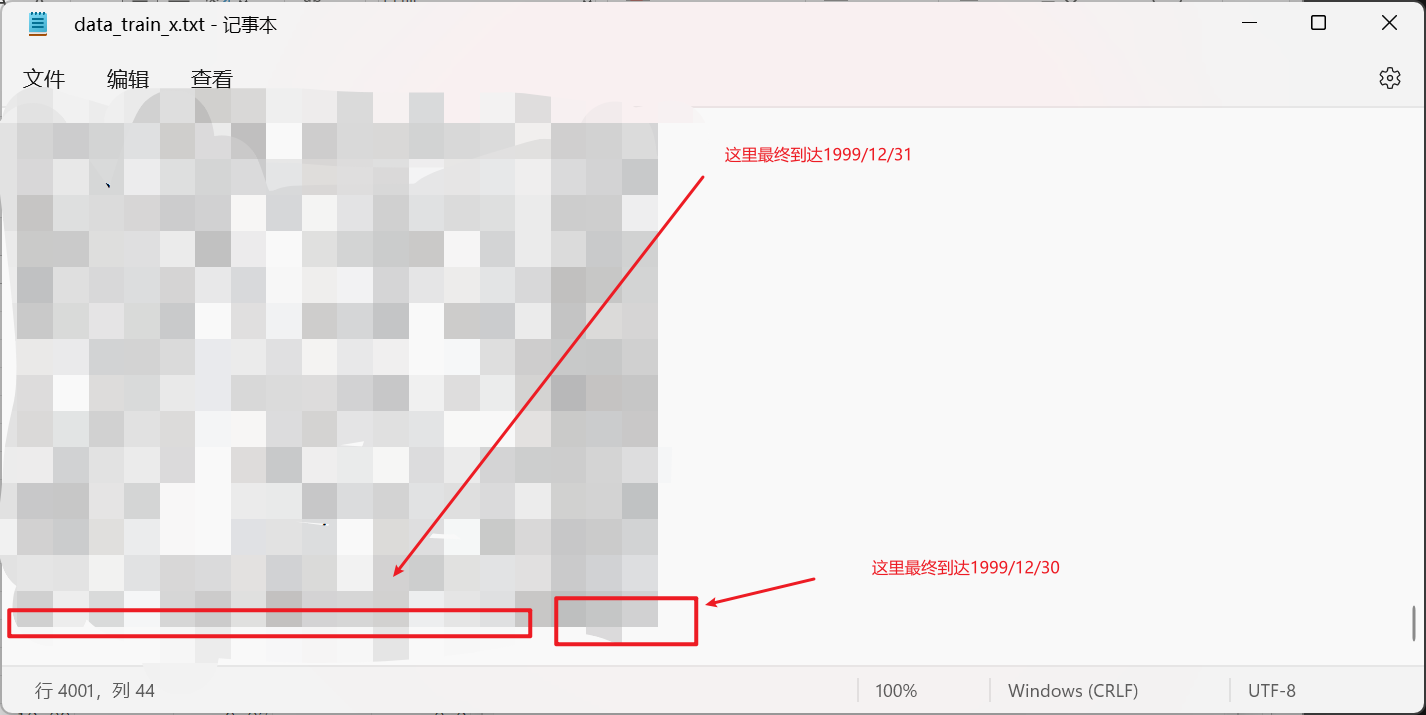 data_train_x.txt - 记事本
文件 编辑 查看
这里最终到达1999/12/31
这里最终到达1999/12/30
行 4001，列 44
100%
Windows (CRLF)
UTF-8